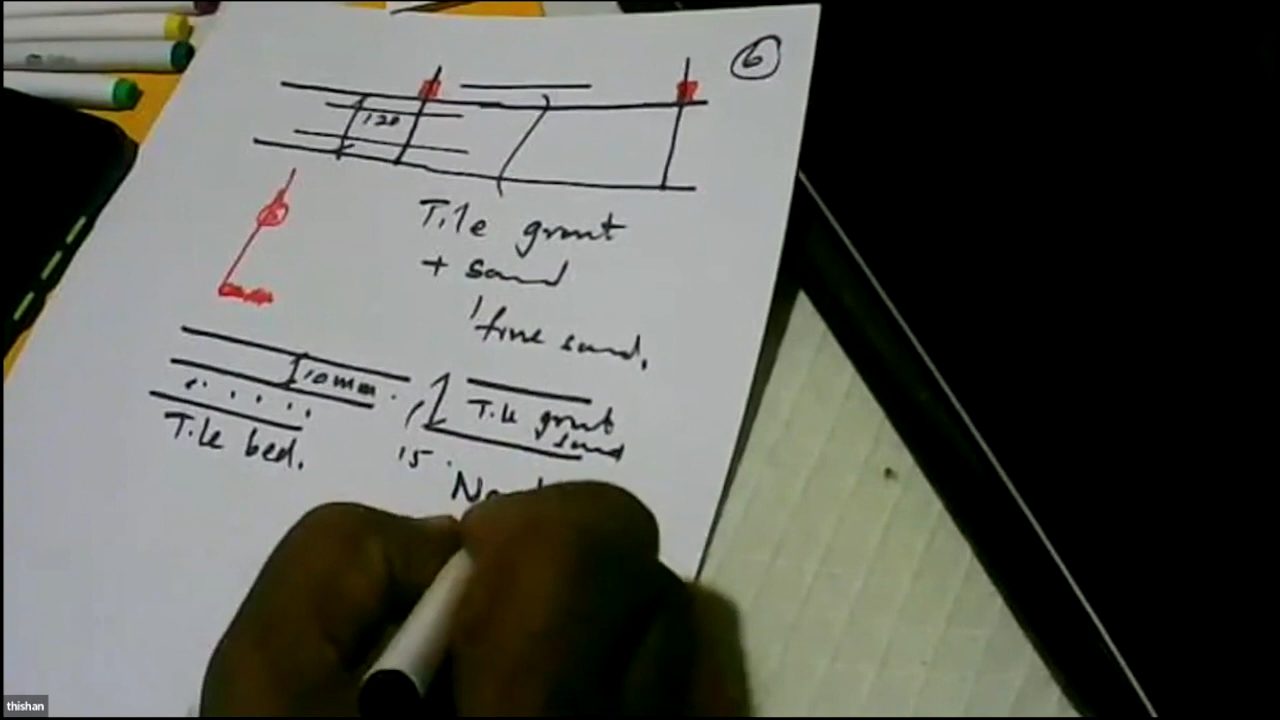 6
120
Tile grout
+ sand
fine sand.
10mm.
Tile grout
sand
Tile bed.
15.
thishan